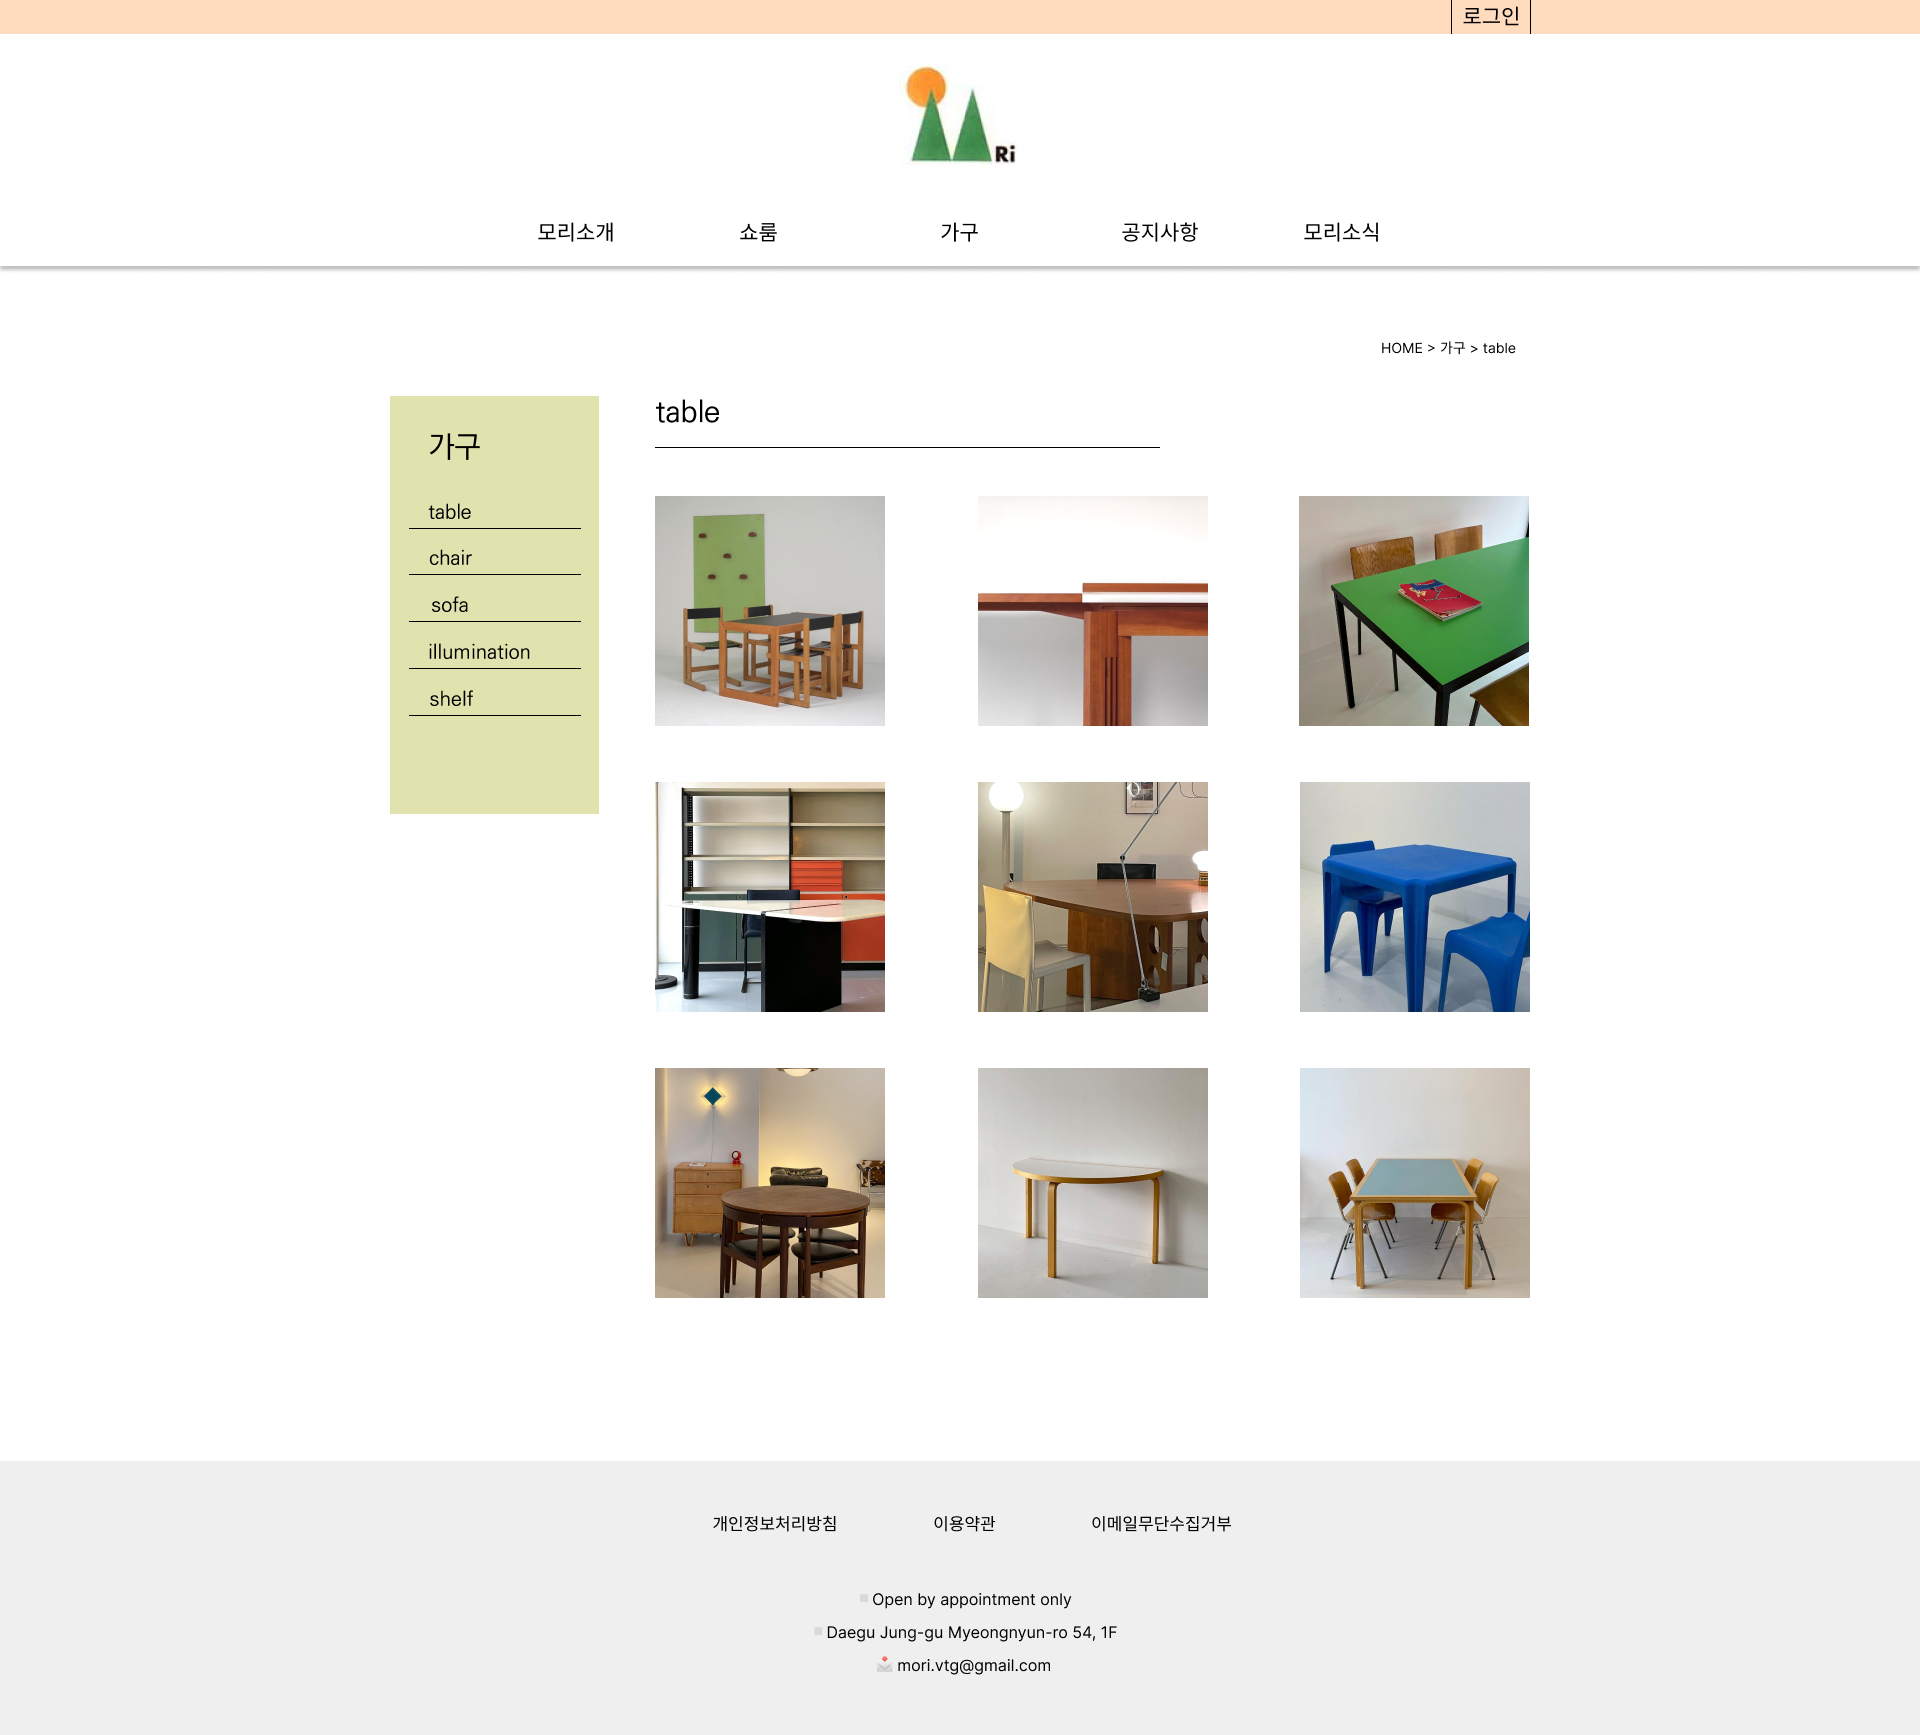 로그인
Ri
모리소개 쇼룸 가구 공지사항 모리소식
HOME > 가구 > table
table
가구
table
chair
sofa
illumination
shelf
개인정보처리방침 이용약관 이메일무단수집거부
Open by appointment only
Daegu Jung-gu Myeongnyun-ro 54, 1F
mori.vtg@gmail.com